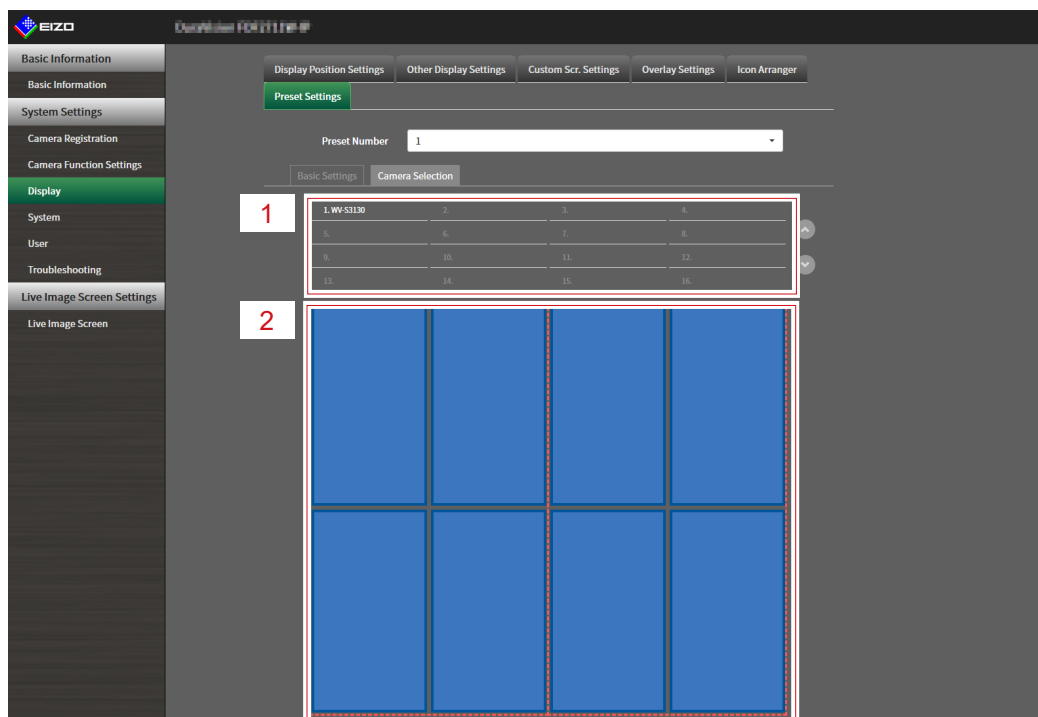 EIZO
Basic Information
Basic Information
System Settings
Camera Registration
Camera Function Settings
Display
System
User
Troubleshooting
Live Image Screen Settings
Live Image Screen
Display Position Settings Other Display Settings Custom Scr. Settings Overlay Settings Icon Arranger
Preset Settings
Preset Number 1
Basic Settings Camera Selection
1
1. WV-S3130 2. 3. 4.
5. 6. 7. 8.
9. 10. 11. 12.
13. 14. 15. 16.
2